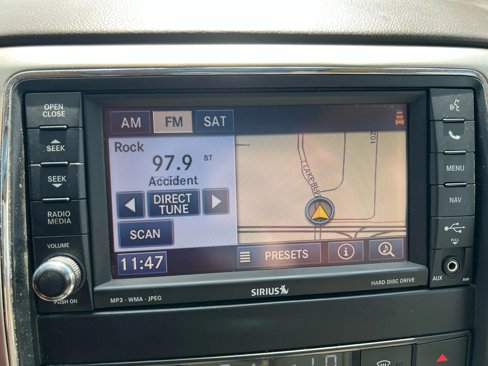 OPEN
CLOSE
AM FM SAT
Rock
97.9 ST
Accident
SEEK
DIRECT
TUNE
SEEK
MENU
SCAN
RADIO
MEDIA
NAV
VOLUME
11:47
PRESETS
PULL
PUSH ON
AUX
MP3 · WMA · JPEG
SIRIUS
HARD DISC DRIVE